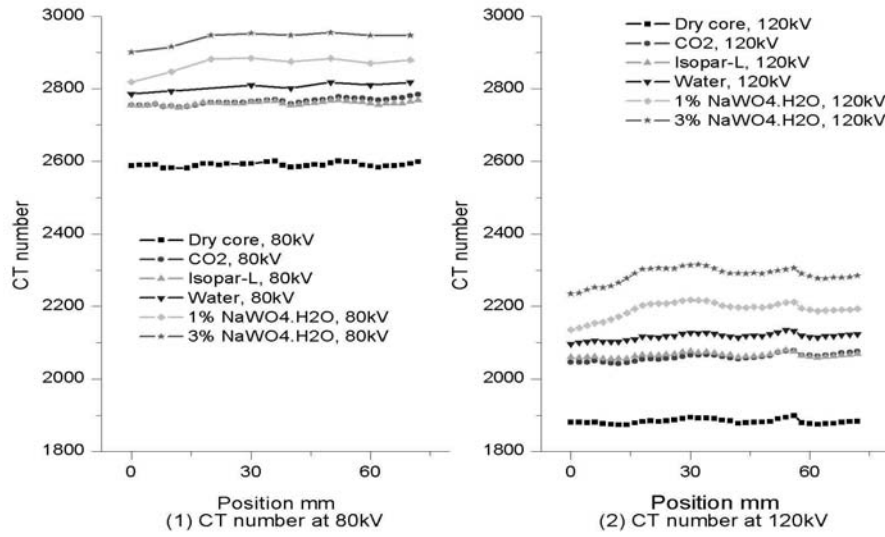 3000
2800
2600
2400
2200
2000
1800
CT number
Dry core, 80kV
CO2, 80kV
Isopar-L, 80kV
Water, 80kV
1% NaWO4.H2O, 80kV
3% NaWO4.H2O, 80kV
0
30
60
Position mm
(1) CT number at 80kV
3000
2800
2600
2400
2200
2000
1800
CT number
Dry core, 120kV
CO2, 120kV
Isopar-L, 120kV
Water, 120kV
1% NaWO4.H2O, 120kV
3% NaWO4.H2O, 120kV
0
30
60
Position mm
(2) CT number at 120kV